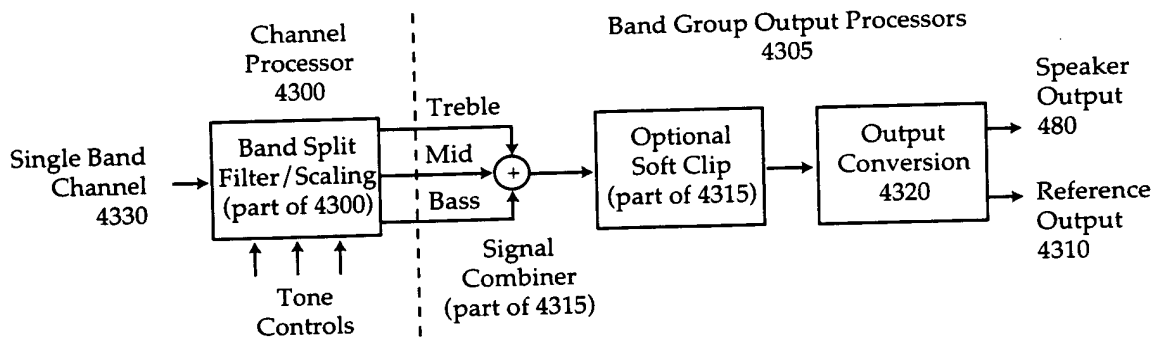 Channel
Processor
4300
Band Group Output Processors
4305
Single Band
Channel
4330
Band Split
Filter/Scaling
(part of 4300)
Tone
Controls
Treble
Mid
Bass
+
Signal
Combiner
(part of 4315)
Optional
Soft Clip
(part of 4315)
Output
Conversion
4320
Speaker
Output
480
Reference
Output
4310